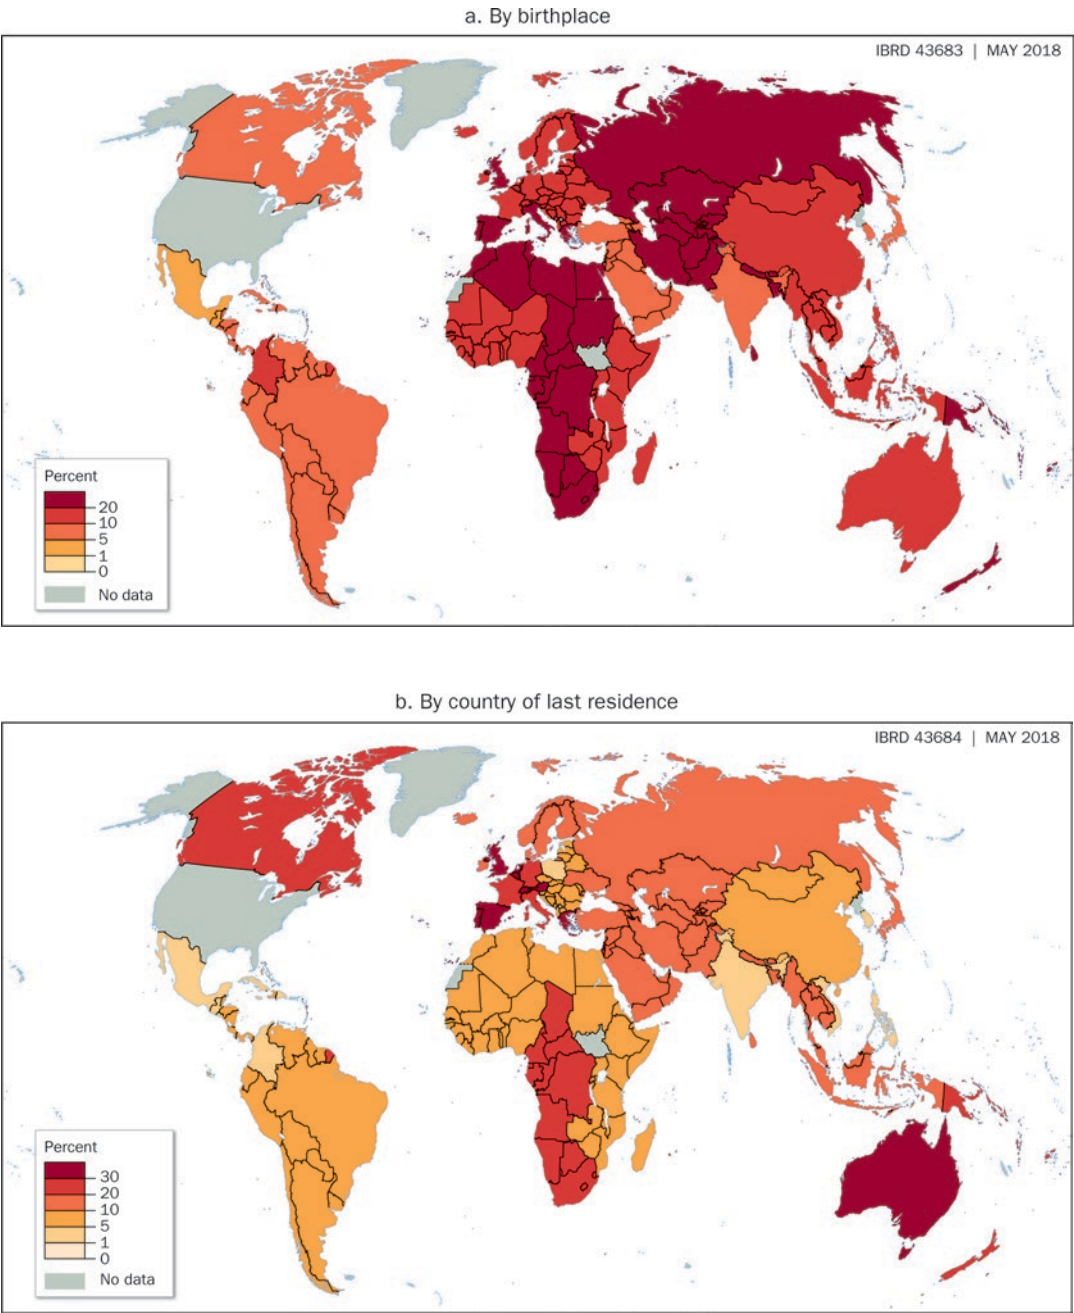 a. By birthplace
IBRD 43683 | MAY 2018
Percent
20
10
5
1
0
No data
b. By country of last residence
IBRD 43684 | MAY 2018
Percent
30
20
10
5
1
0
No data